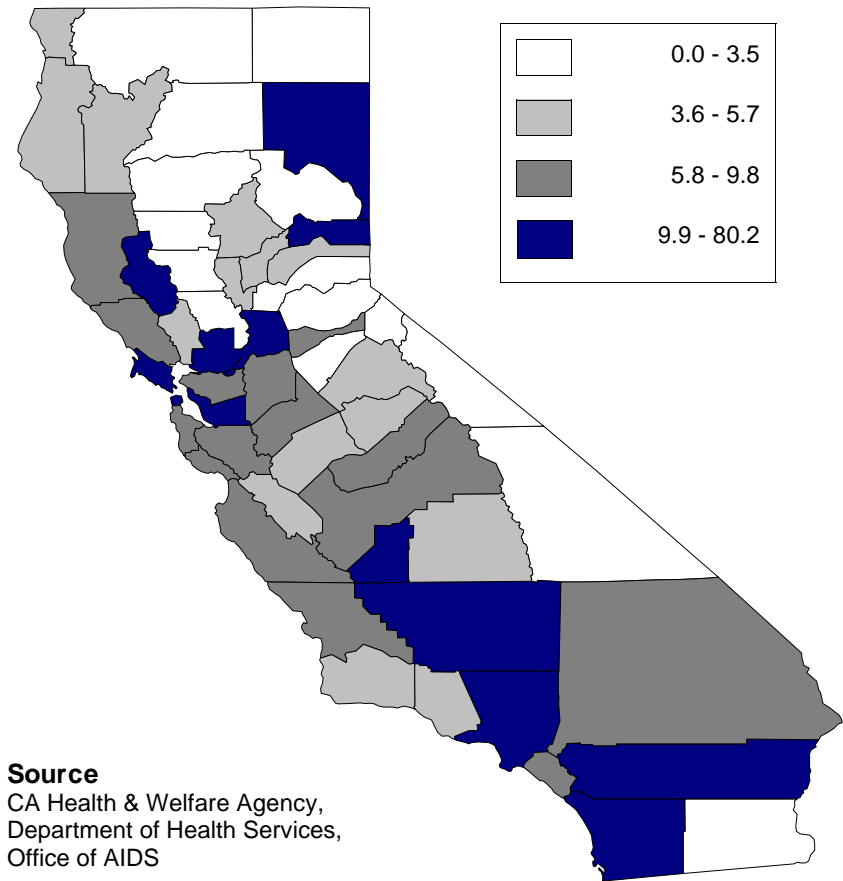 0.0 - 3.5
3.6 - 5.7
5.8 - 9.8
9.9 - 80.2
Source
CA Health & Welfare Agency,
Department of Health Services,
Office of AIDS